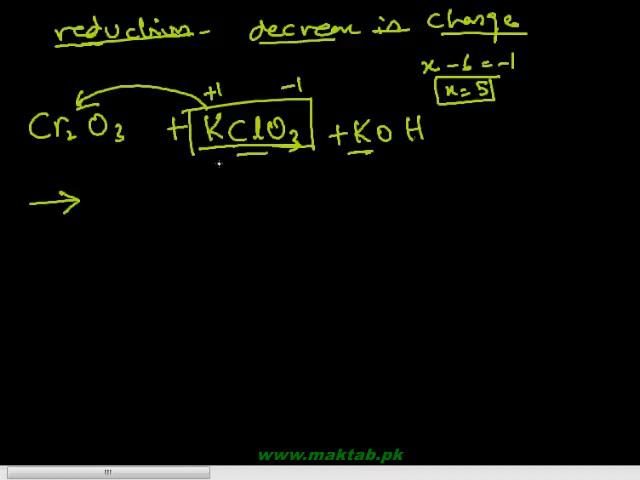 reduction - decrease in charge
x - 6 = -1
x = 5
+1 -1
Cr₂O₃ + KClO₃ + KOH
→
www.maktab.pk